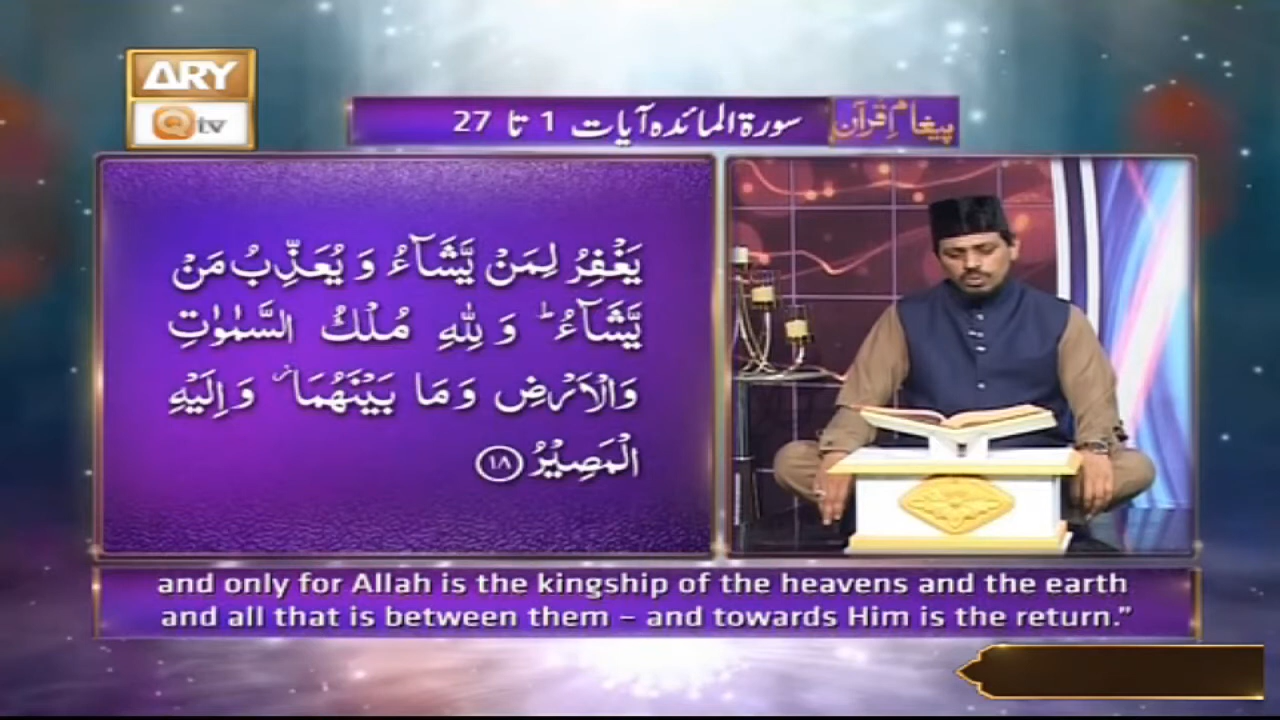 ARY
Qtv
سورۃ المائدہ آیات 1 تا 27
پیغامِ قرآن
یَغْفِرُ لِمَنْ یَّشَآءُ وَ یُعَذِّبُ مَنْ
یَّشَآءُ ؕ وَ لِلّٰهِ مُلْكُ السَّمٰوٰتِ
وَالْاَرْضِ وَ مَا بَیْنَهُمَا ؗ وَ اِلَیْهِ
الْمَصِیْرُ ﴿۱۸﴾
and only for Allah is the kingship of the heavens and the earth
and all that is between them – and towards Him is the return.”